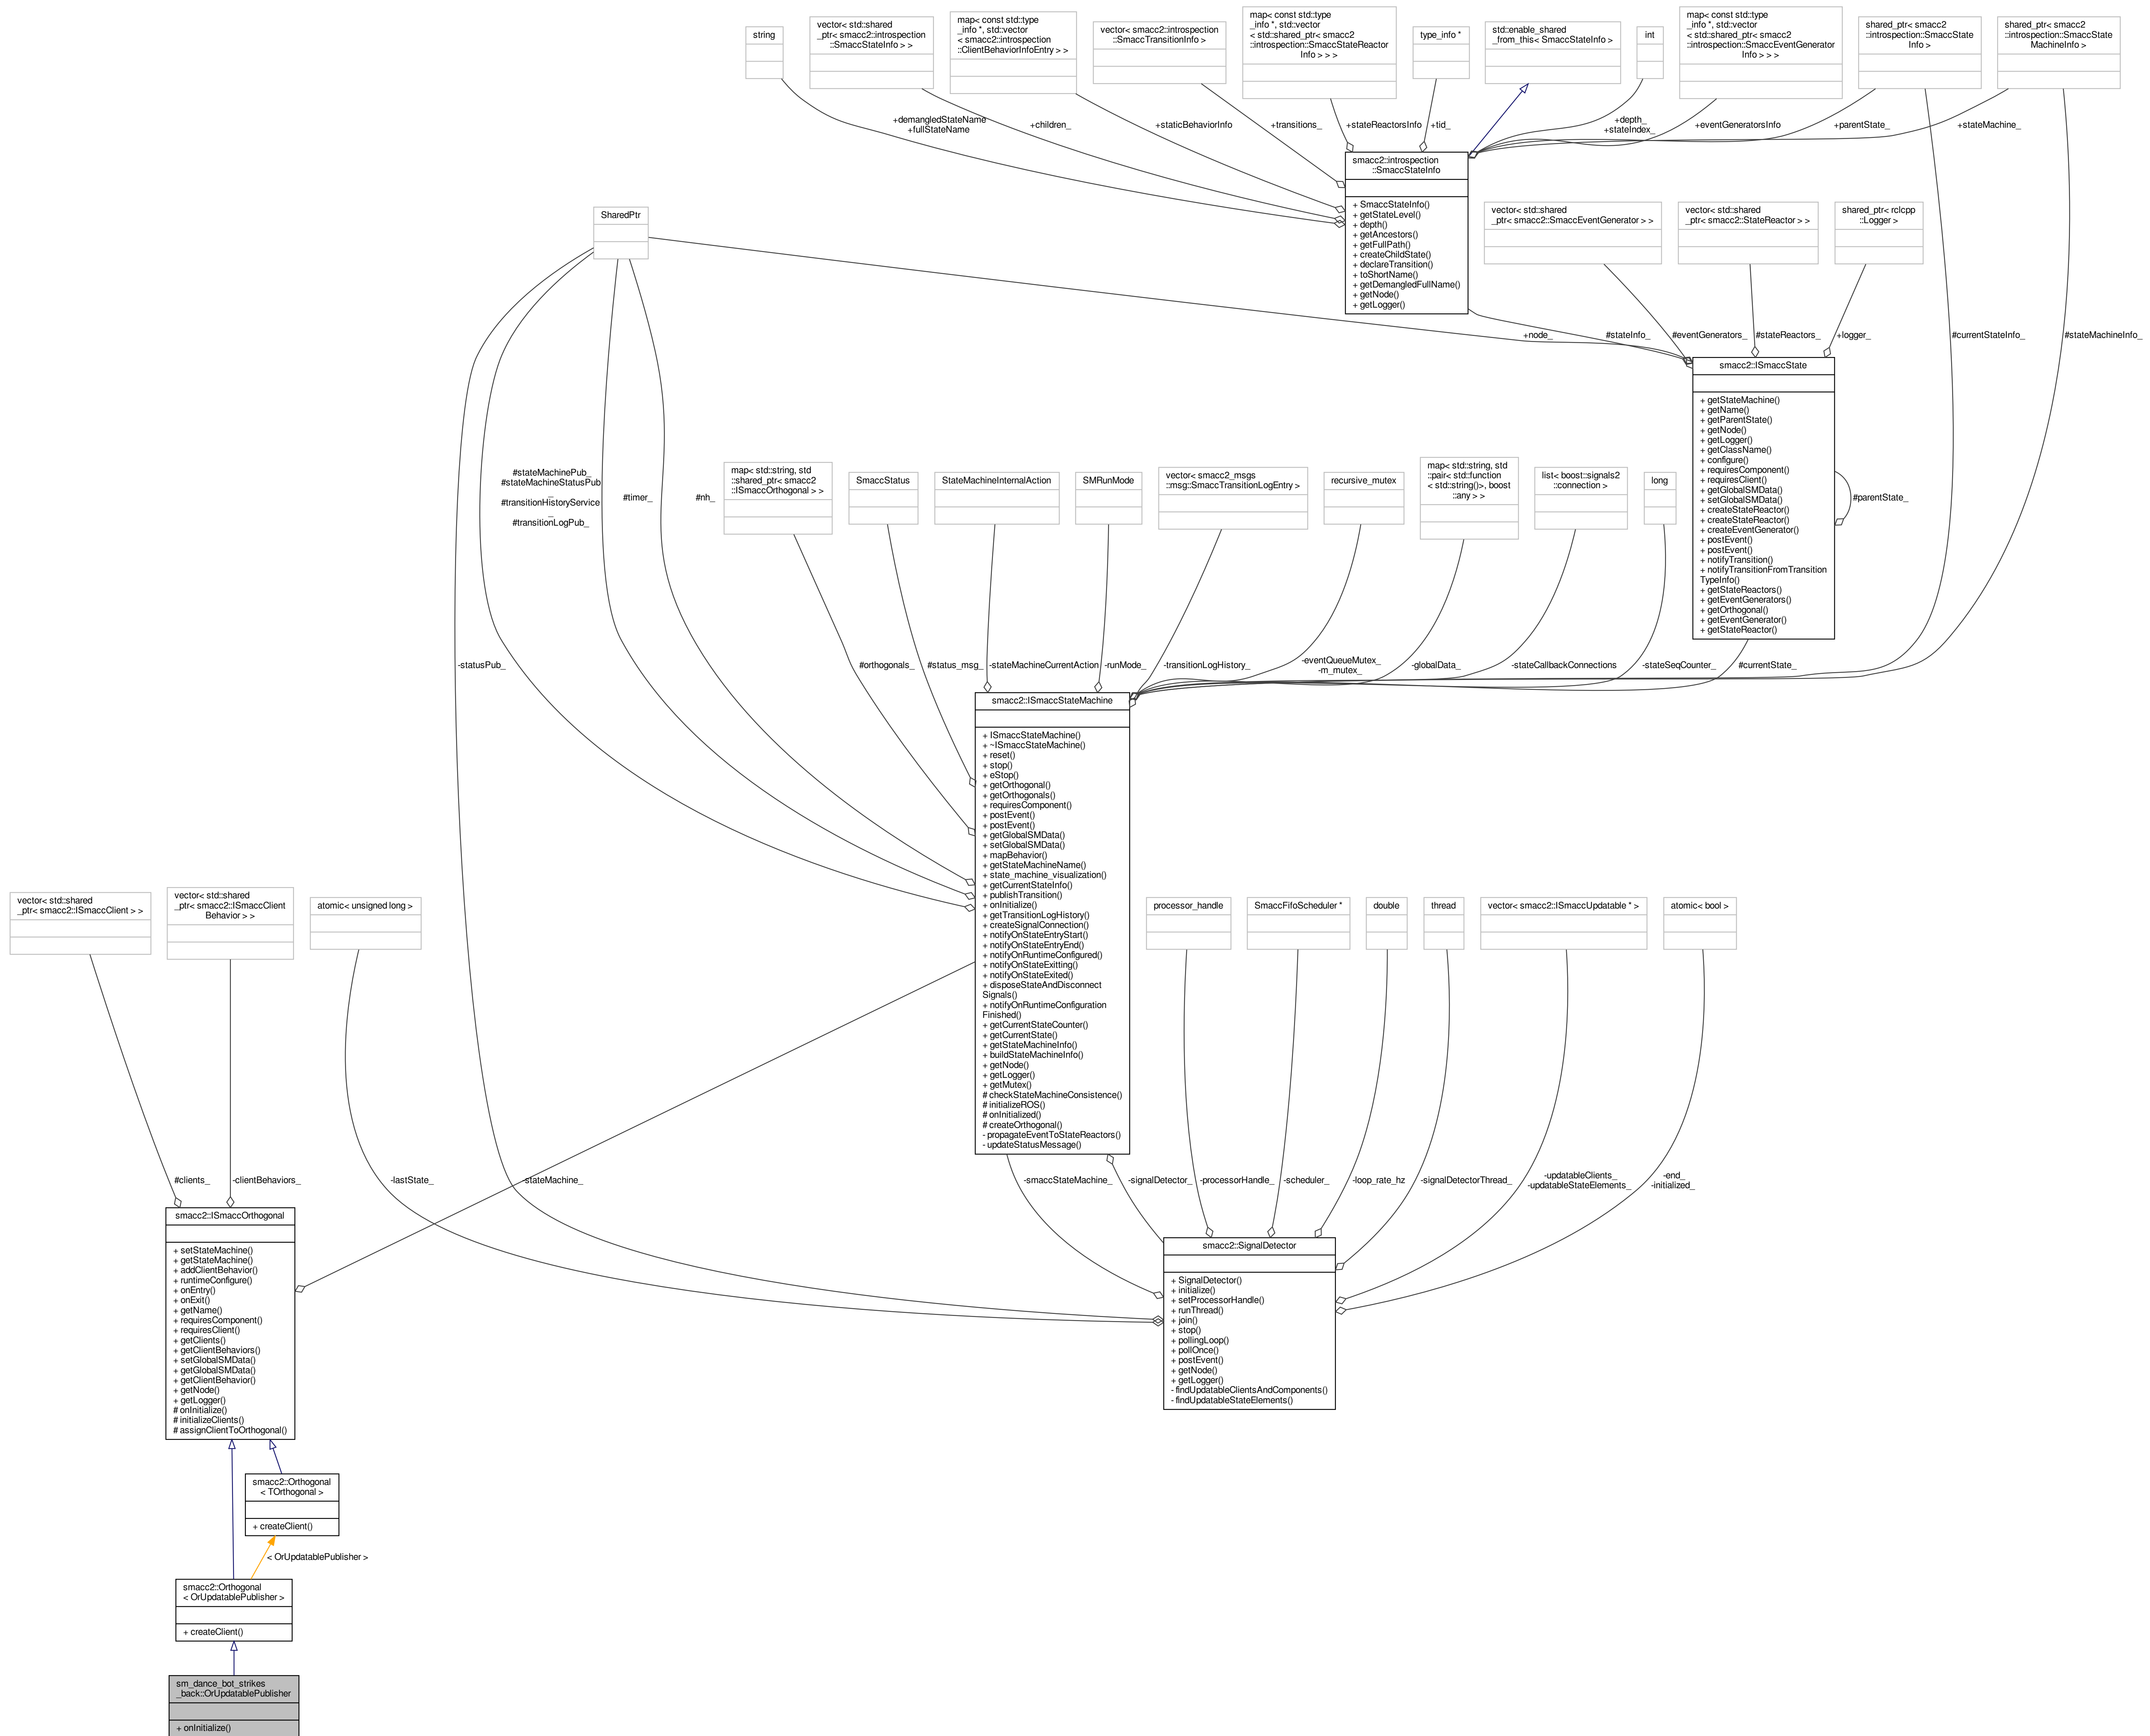 string
vector< std::shared
_ptr< smacc2::introspection
::SmaccStateInfo > >
map< const std::type
_info *, std::vector
< smacc2::introspection
::ClientBehaviorInfoEntry > >
vector< smacc2::introspection
::SmaccTransitionInfo >
map< const std::type
_info *, std::vector
< std::shared_ptr< smacc2
::introspection::SmaccStateReactor
Info > > >
type_info *
std::enable_shared
_from_this< SmaccStateInfo >
int
map< const std::type
_info *, std::vector
< std::shared_ptr< smacc2
::introspection::SmaccEventGenerator
Info > > >
shared_ptr< smacc2
::introspection::SmaccState
Info >
shared_ptr< smacc2
::introspection::SmaccState
MachineInfo >
+demangledStateName
+fullStateName
+children_
+staticBehaviorInfo
+transitions_
+stateReactorsInfo
+tid_
+depth_
+stateIndex_
+eventGeneratorsInfo
+parentState_
+stateMachine_
smacc2::introspection
::SmaccStateInfo
+ SmaccStateInfo()
+ getStateLevel()
+ depth()
+ getAncestors()
+ getFullPath()
+ createChildState()
+ declareTransition()
+ toShortName()
+ getDemangledFullName()
+ getNode()
+ getLogger()
SharedPtr
vector< std::shared
_ptr< smacc2::SmaccEventGenerator > >
vector< std::shared
_ptr< smacc2::StateReactor > >
shared_ptr< rclcpp
::Logger >
+node_
#stateInfo_
#eventGenerators_
#stateReactors_
+logger_
#currentStateInfo_
#stateMachineInfo_
smacc2::ISmaccState
+ getStateMachine()
+ getName()
+ getParentState()
+ getNode()
+ getLogger()
+ getClassName()
+ configure()
+ requiresComponent()
+ requiresClient()
+ getGlobalSMData()
+ setGlobalSMData()
+ createStateReactor()
+ createStateReactor()
+ createEventGenerator()
+ postEvent()
+ postEvent()
+ notifyTransition()
+ notifyTransitionFromTransition
TypeInfo()
+ getStateReactors()
+ getEventGenerators()
+ getOrthogonal()
+ getEventGenerator()
+ getStateReactor()
#parentState_
#stateMachinePub_
#stateMachineStatusPub
_
#transitionHistoryService
_
#transitionLogPub_
#timer_
#nh_
map< std::string, std
::shared_ptr< smacc2
::ISmaccOrthogonal > >
SmaccStatus
StateMachineInternalAction
SMRunMode
vector< smacc2_msgs
::msg::SmaccTransitionLogEntry >
recursive_mutex
map< std::string, std
::pair< std::function
< std::string()>, boost
::any > >
list< boost::signals2
::connection >
long
-statusPub_
#orthogonals_
#status_msg_
-stateMachineCurrentAction
-runMode_
-transitionLogHistory_
-eventQueueMutex_
-m_mutex_
-globalData_
-stateCallbackConnections
-stateSeqCounter_
#currentState_
smacc2::ISmaccStateMachine
+ ISmaccStateMachine()
+ ~ISmaccStateMachine()
+ reset()
+ stop()
+ eStop()
+ getOrthogonal()
+ getOrthogonals()
+ requiresComponent()
+ postEvent()
+ postEvent()
+ getGlobalSMData()
+ setGlobalSMData()
+ mapBehavior()
+ getStateMachineName()
+ state_machine_visualization()
+ getCurrentStateInfo()
+ publishTransition()
+ onInitialize()
+ getTransitionLogHistory()
+ createSignalConnection()
+ notifyOnStateEntryStart()
+ notifyOnStateEntryEnd()
+ notifyOnRuntimeConfigured()
+ notifyOnStateExitting()
+ notifyOnStateExited()
+ disposeStateAndDisconnect
Signals()
+ notifyOnRuntimeConfiguration
Finished()
+ getCurrentStateCounter()
+ getCurrentState()
+ getStateMachineInfo()
+ buildStateMachineInfo()
+ getNode()
+ getLogger()
+ getMutex()
# checkStateMachineConsistence()
# initializeROS()
# onInitialized()
# createOrthogonal()
- propagateEventToStateReactors()
- updateStatusMessage()
vector< std::shared
_ptr< smacc2::ISmaccClient > >
vector< std::shared
_ptr< smacc2::ISmaccClient
Behavior > >
atomic< unsigned long >
processor_handle
SmaccFifoScheduler *
double
thread
vector< smacc2::ISmaccUpdatable * >
atomic< bool >
#clients_
-clientBehaviors_
-lastState_
-stateMachine_
-smaccStateMachine_
-signalDetector_
-processorHandle_
-scheduler_
-loop_rate_hz
-signalDetectorThread_
-updatableClients_
-updatableStateElements_
-end_
-initialized_
smacc2::ISmaccOrthogonal
+ setStateMachine()
+ getStateMachine()
+ addClientBehavior()
+ runtimeConfigure()
+ onEntry()
+ onExit()
+ getName()
+ requiresComponent()
+ requiresClient()
+ getClients()
+ getClientBehaviors()
+ setGlobalSMData()
+ getGlobalSMData()
+ getClientBehavior()
+ getNode()
+ getLogger()
# onInitialize()
# initializeClients()
# assignClientToOrthogonal()
smacc2::SignalDetector
+ SignalDetector()
+ initialize()
+ setProcessorHandle()
+ runThread()
+ join()
+ stop()
+ pollingLoop()
+ pollOnce()
+ postEvent()
+ getNode()
+ getLogger()
- findUpdatableClientsAndComponents()
- findUpdatableStateElements()
smacc2::Orthogonal
< TOrthogonal >
+ createClient()
< OrUpdatablePublisher >
smacc2::Orthogonal
< OrUpdatablePublisher >
+ createClient()
sm_dance_bot_strikes
_back::OrUpdatablePublisher
+ onInitialize()